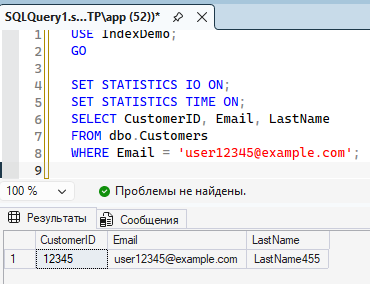 SQLQuery1.s...TP\app (52))*
1 USE IndexDemo;
2 GO
3
4 SET STATISTICS IO ON;
5 SET STATISTICS TIME ON;
6 SELECT CustomerID, Email, LastName
7 FROM dbo.Customers
8 WHERE Email = 'user12345@example.com';
9
100 % Проблемы не найдены.
Результаты Сообщения
CustomerID Email LastName
1 12345 user12345@example.com LastName455